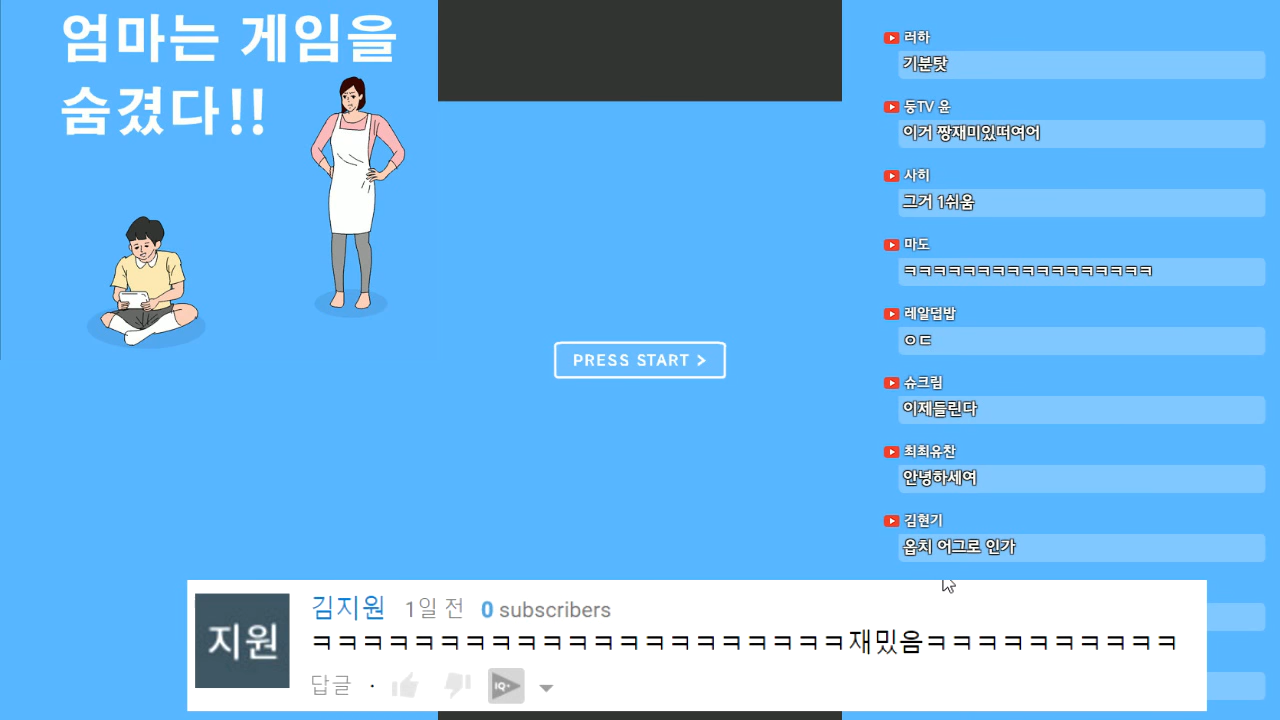 엄마는 게임을
숨겼다!!
PRESS START >
러하
기분탓
둥TV 윤
이거 짱재미있떠여어
사히
그거 1쉬움
마도
ㅋㅋㅋㅋㅋㅋㅋㅋㅋㅋㅋㅋㅋㅋㅋㅋㅋ
레알덥밥
ㅇㄷ
슈크림
이제들린다
최최유찬
안녕하세여
김현기
웁치 어그로 인가
지원
김지원 1일 전 0 subscribers
ㅋㅋㅋㅋㅋㅋㅋㅋㅋㅋㅋㅋㅋㅋㅋㅋㅋㅋㅋㅋㅋ재밌음ㅋㅋㅋㅋㅋㅋㅋㅋㅋㅋ
답글 · IQ+